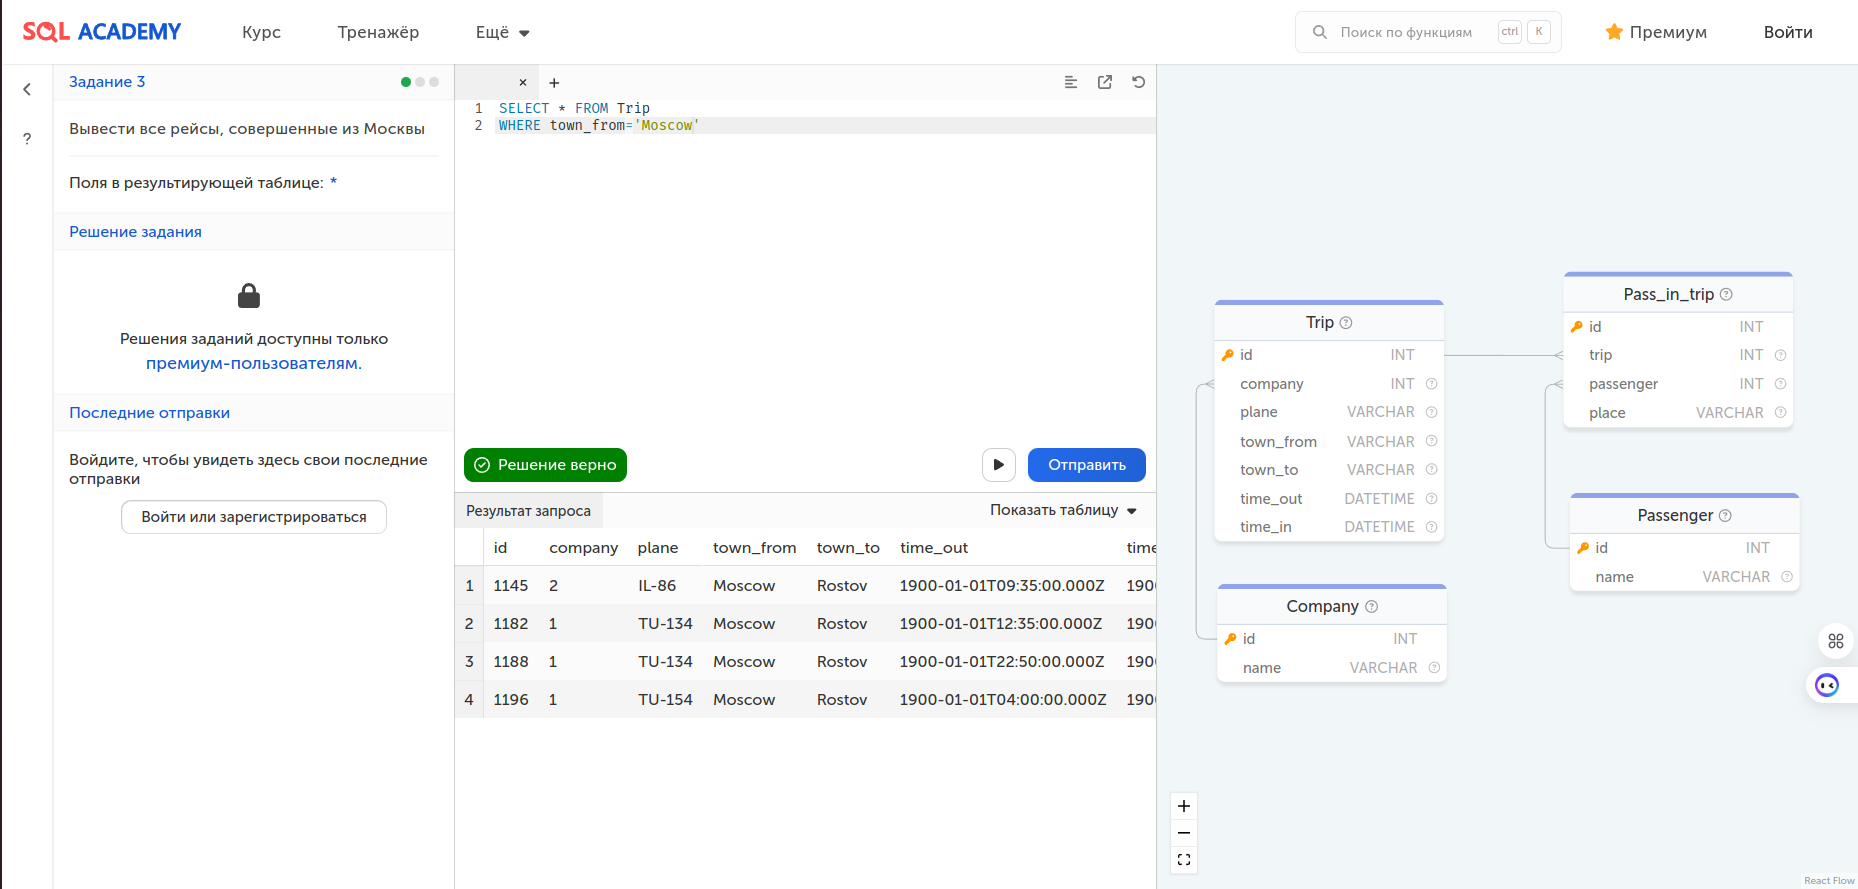 SQL ACADEMY
Курс
Тренажёр
Ещё
Поиск по функциям
ctrl
K
Премиум
Войти
Задание 3
Вывести все рейсы, совершенные из Москвы
Поля в результирующей таблице: *
Решение задания
Решения заданий доступны только
премиум-пользователям.
Последние отправки
Войдите, чтобы увидеть здесь свои последние
отправки
Войти или зарегистрироваться
?
× +
1 SELECT * FROM Trip
2 WHERE town_from='Moscow'
Решение верно
Отправить
Результат запроса
Показать таблицу
id company plane town_from town_to time_out time
1 1145 2 IL-86 Moscow Rostov 1900-01-01T09:35:00.000Z 190
2 1182 1 TU-134 Moscow Rostov 1900-01-01T12:35:00.000Z 190
3 1188 1 TU-134 Moscow Rostov 1900-01-01T22:50:00.000Z 190
4 1196 1 TU-154 Moscow Rostov 1900-01-01T04:00:00.000Z 190
Trip ?
id INT
company INT ?
plane VARCHAR ?
town_from VARCHAR ?
town_to VARCHAR ?
time_out DATETIME ?
time_in DATETIME ?
Company ?
id INT
name VARCHAR ?
Pass_in_trip ?
id INT
trip INT ?
passenger INT ?
place VARCHAR ?
Passenger ?
id INT
name VARCHAR ?
React Flow